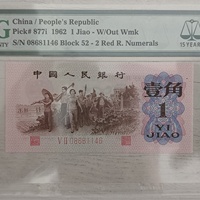 China / People's Republic
Pick# 877i 1962 1 Jiao - W/Out Wmk
S/N 08681146 Block 52 - 2 Red R. Numerals
15 YEARS
中国人民银行
壹角
1
YI
JIAO
08681146